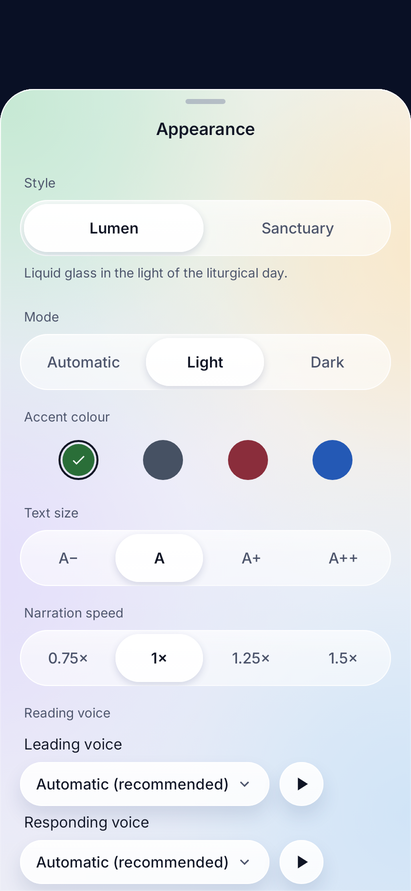 Appearance
Style
Lumen Sanctuary
Liquid glass in the light of the liturgical day.
Mode
Automatic Light Dark
Accent colour
Text size
A− A A+ A++
Narration speed
0.75× 1× 1.25× 1.5×
Reading voice
Leading voice
Automatic (recommended)
Responding voice
Automatic (recommended)